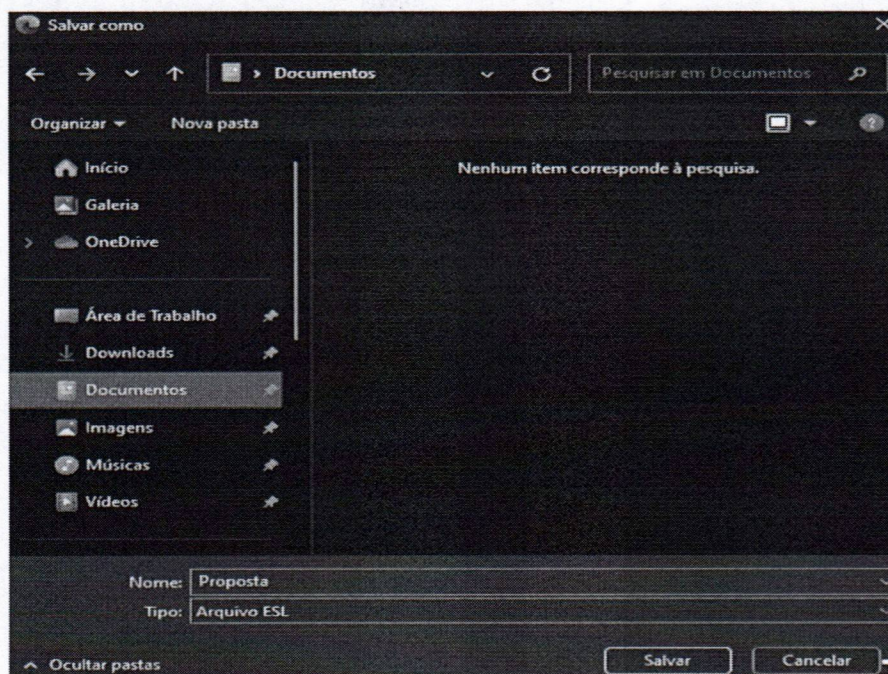 Salvar como
Documentos
Pesquisar em Documentos
Organizar
Nova pasta
?
Início
Nenhum item corresponde à pesquisa.
Galeria
OneDrive
Área de Trabalho
Downloads
Documentos
Imagens
Músicas
Vídeos
Nome: Proposta
Tipo: Arquivo ESL
Ocultar pastas
Salvar
Cancelar